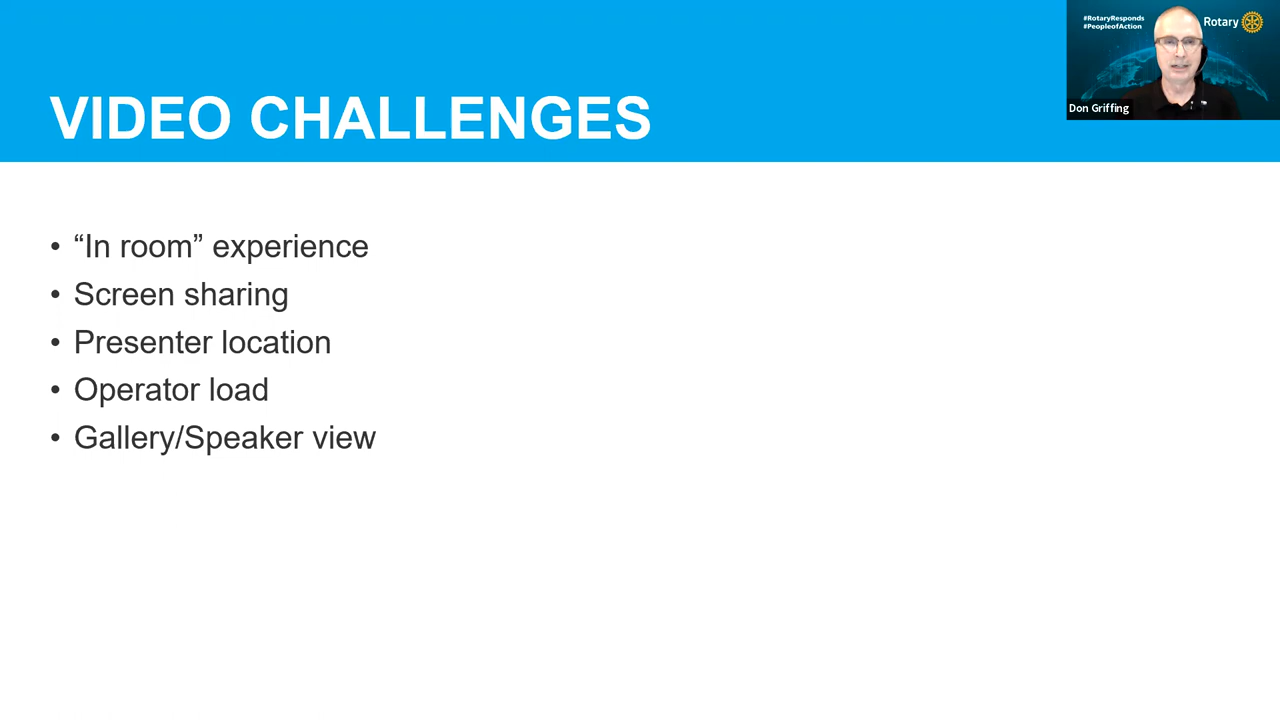 #RotaryResponds
#PeopleofAction
Rotary
Don Griffing
VIDEO CHALLENGES
• “In room” experience
• Screen sharing
• Presenter location
• Operator load
• Gallery/Speaker view